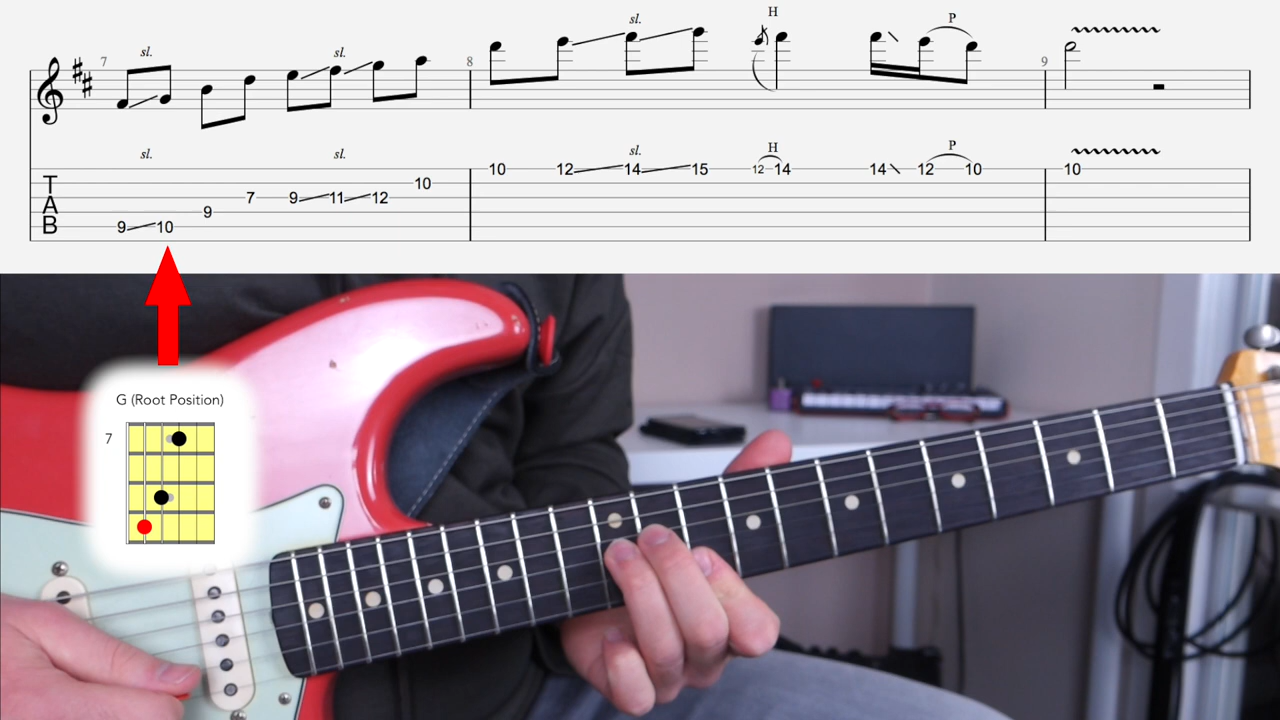 sl. H P
7 sl. 8 9
sl. sl. sl. H P
T 10 12 14 15 12 14 14 12 10 10
A 7 9 11 12 10
B 9 10 9
G (Root Position)
7